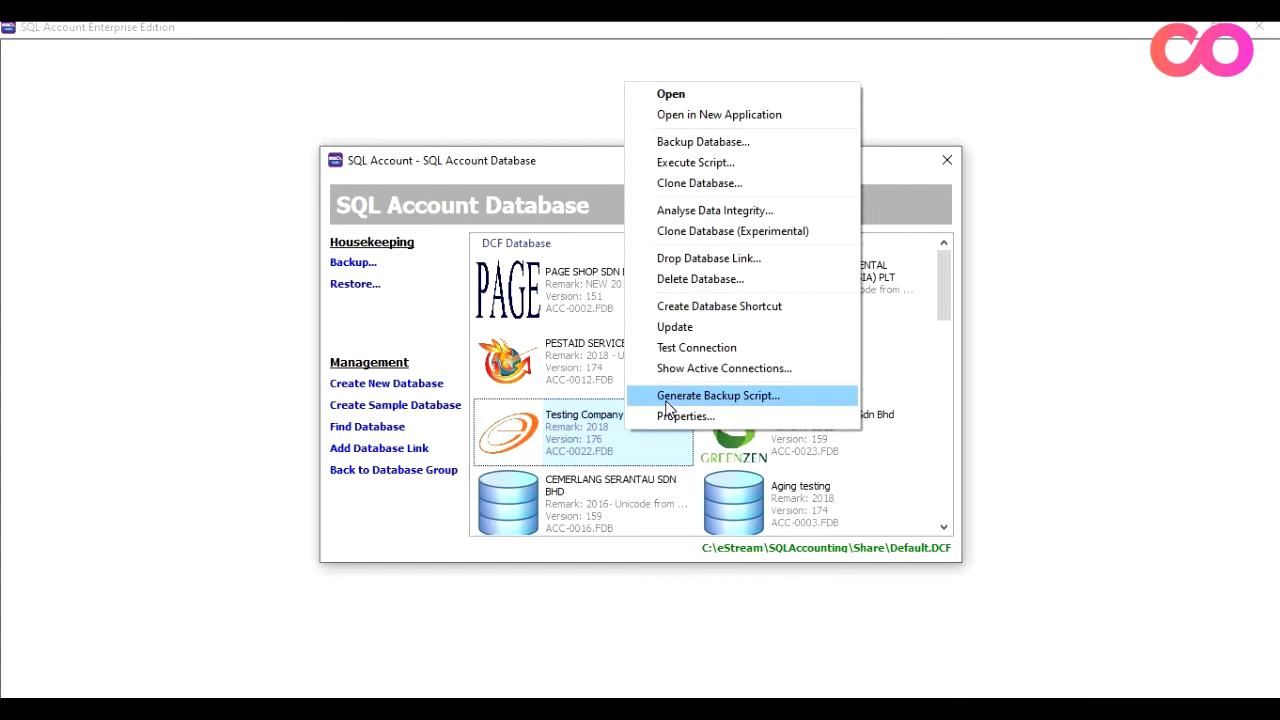 SQL Account Enterprise Edition
CO
Open
Open in New Application
Backup Database...
Execute Script...
Clone Database...
Analyse Data Integrity...
Clone Database (Experimental)
Drop Database Link...
Delete Database...
Create Database Shortcut
Update
Test Connection
Show Active Connections...
Generate Backup Script...
Properties...
SQL Account - SQL Account Database
SQL Account Database
Housekeeping
Backup...
Restore...
Management
Create New Database
Create Sample Database
Find Database
Add Database Link
Back to Database Group
DCF Database
PAGE
PAGE SHOP SDN
Remark: NEW 20
Version: 151
ACC-0002.FDB
PESTAID SERVICE
Remark: 2018 - U
Version: 174
ACC-0012.FDB
Testing Company
Remark: 2018
Version: 176
ACC-0022.FDB
CEMERLANG SERANTAU SDN
BHD
Remark: 2016- Unicode from ...
Version: 159
ACC-0016.FDB
ENTAL
SIA) PLT
ode from ...
Sdn Bhd
Version: 159
ACC-0023.FDB
GREENZEN
Aging testing
Remark: 2018
Version: 174
ACC-0003.FDB
C:\eStream\SQLAccounting\Share\Default.DCF